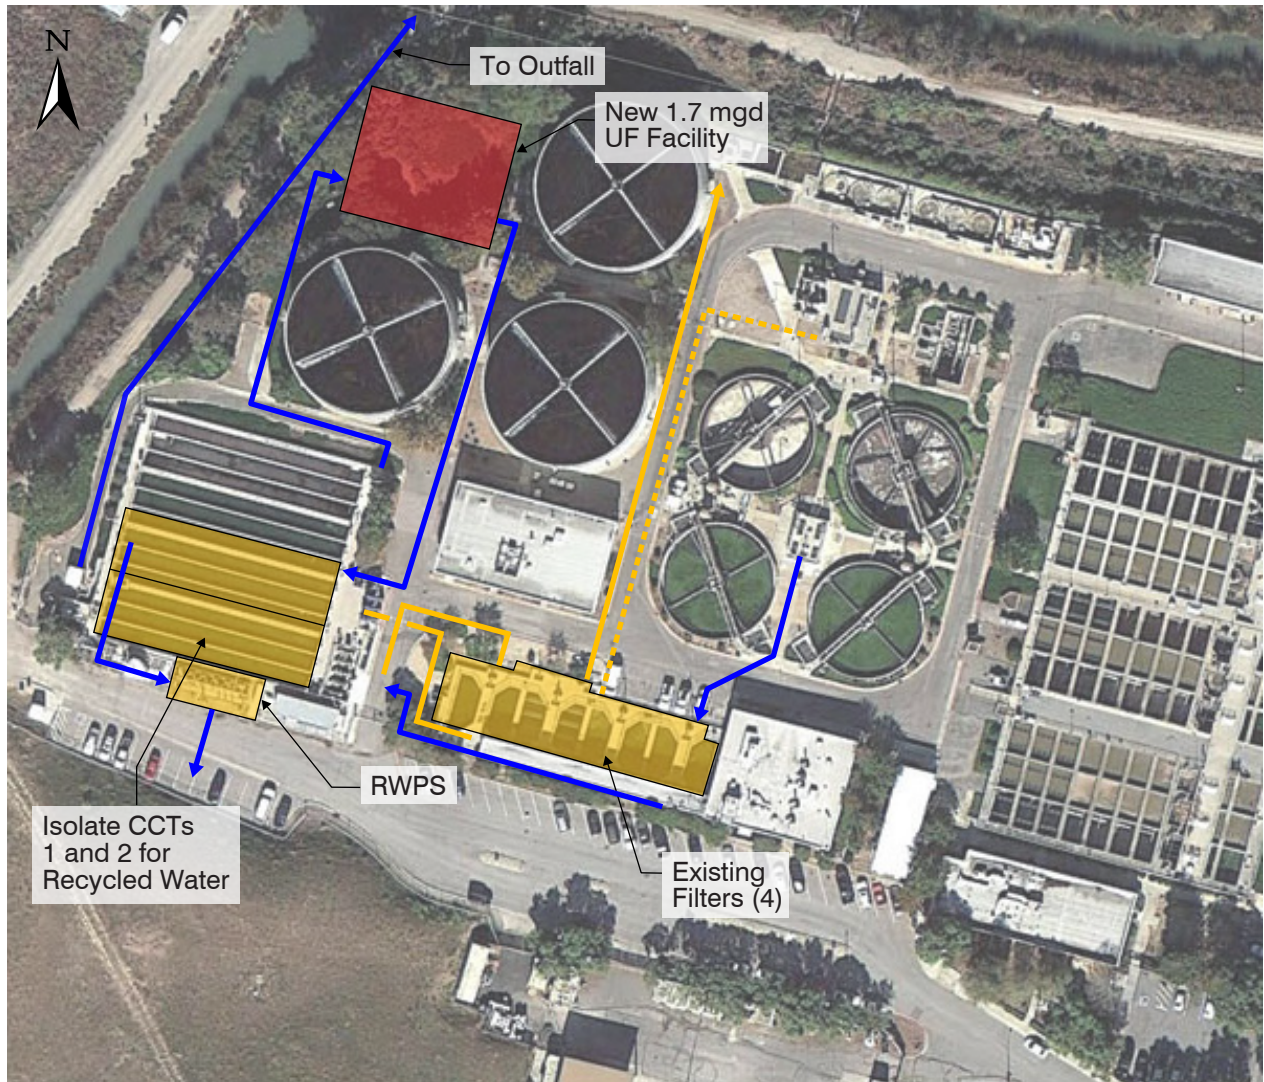 N
To Outfall
New 1.7 mgd
UF Facility
RWPS
Isolate CCTs
1 and 2 for
Recycled Water
Existing
Filters (4)